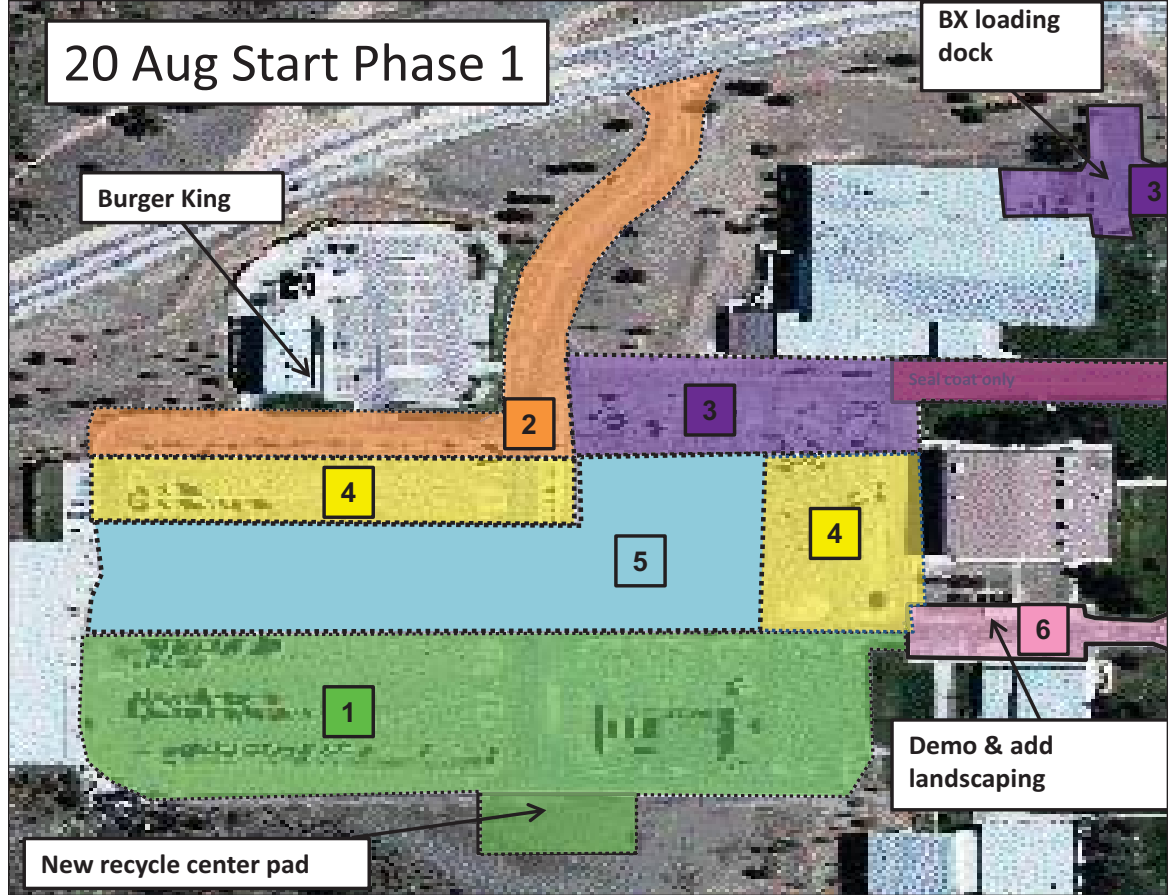 20 Aug Start Phase 1
BX loading
dock
Burger King
3
Seal coat only
2
3
4
4
5
6
1
Demo & add
landscaping
New recycle center pad